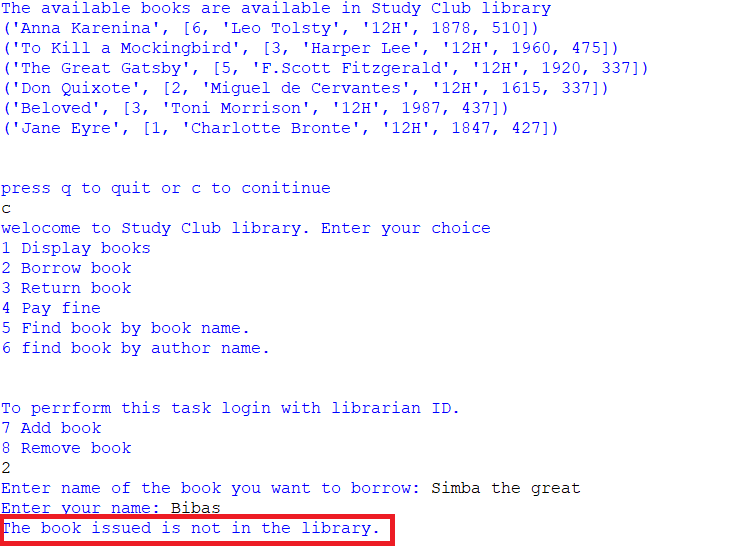 The available books are available in Study Club library
('Anna Karenina', [6, 'Leo Tolsty', '12H', 1878, 510])
('To Kill a Mockingbird', [3, 'Harper Lee', '12H', 1960, 475])
('The Great Gatsby', [5, 'F.Scott Fitzgerald', '12H', 1920, 337])
('Don Quixote', [2, 'Miguel de Cervantes', '12H', 1615, 337])
('Beloved', [3, 'Toni Morrison', '12H', 1987, 437])
('Jane Eyre', [1, 'Charlotte Bronte', '12H', 1847, 427])
press q to quit or c to conitinue
c
welocome to Study Club library. Enter your choice
1 Display books
2 Borrow book
3 Return book
4 Pay fine
5 Find book by book name.
6 find book by author name.
To perrform this task login with librarian ID.
7 Add book
8 Remove book
2
Enter name of the book you want to borrow: Simba the great
Enter your name: Bibas
The book issued is not in the library.